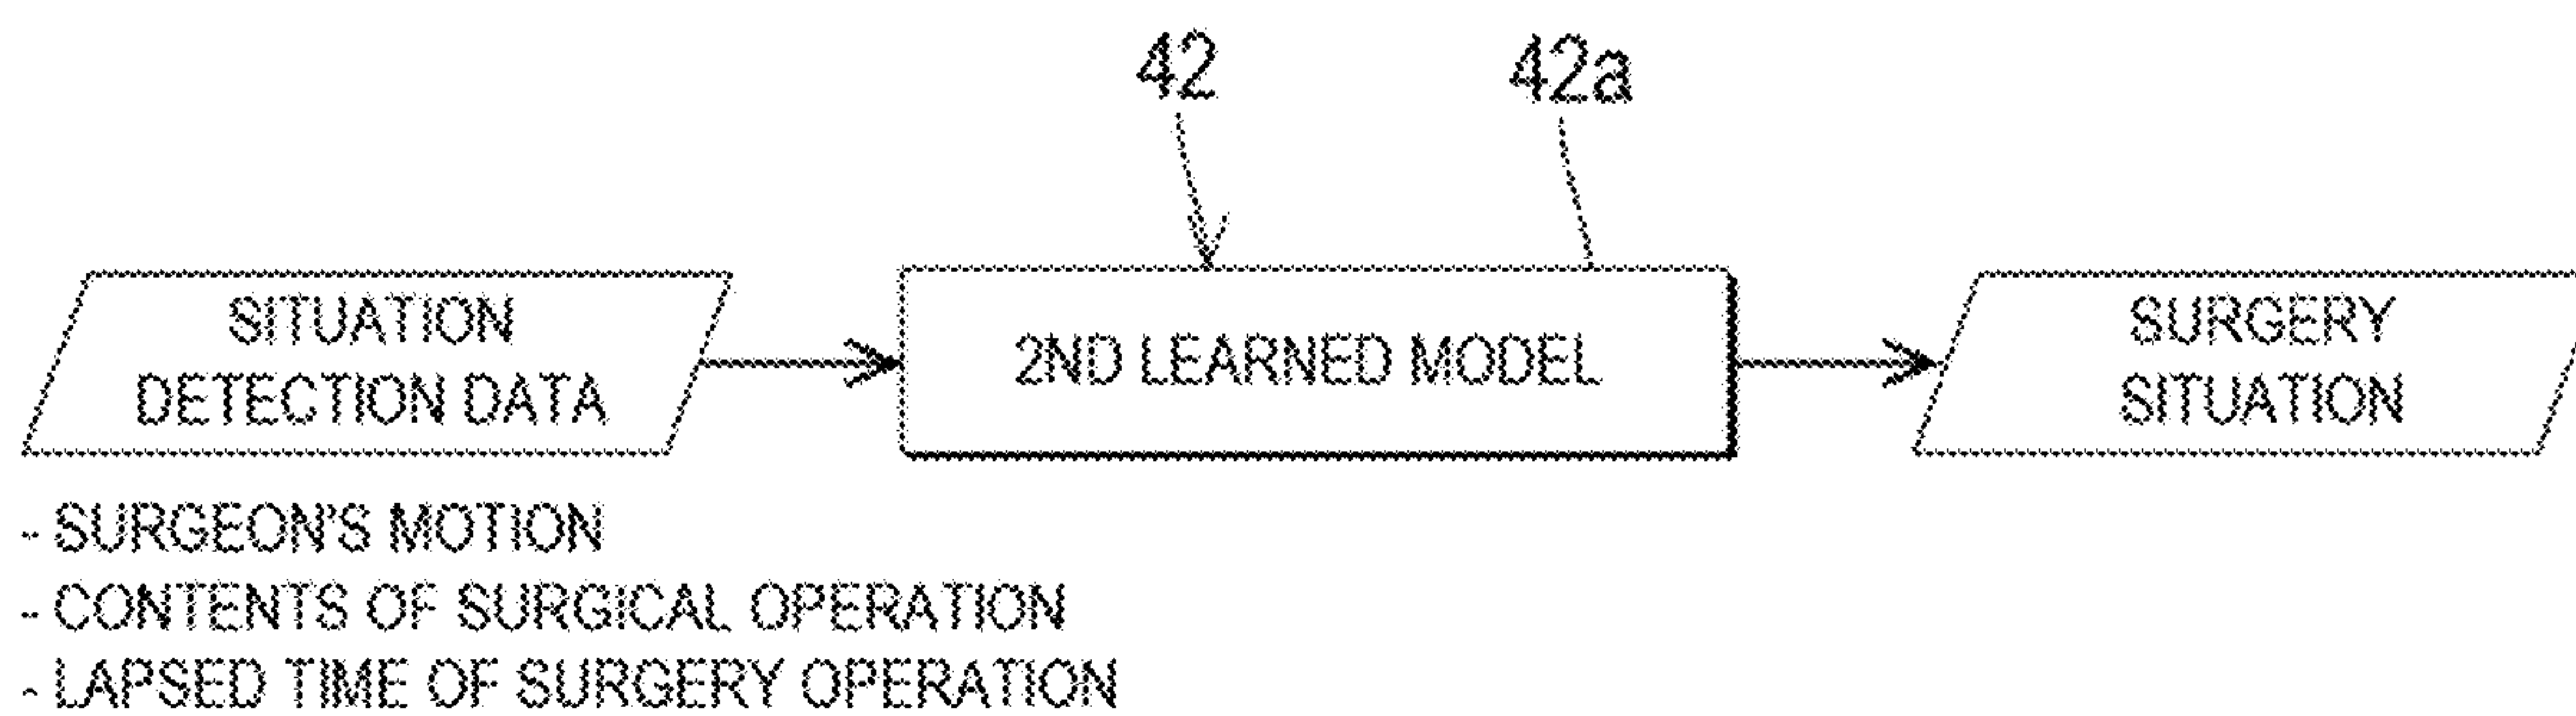 42
42a
SITUATION
DETECTION DATA
2ND LEARNED MODEL
SURGERY
SITUATION
- SURGEON'S MOTION
- CONTENTS OF SURGICAL OPERATION
- LAPSED TIME OF SURGERY OPERATION